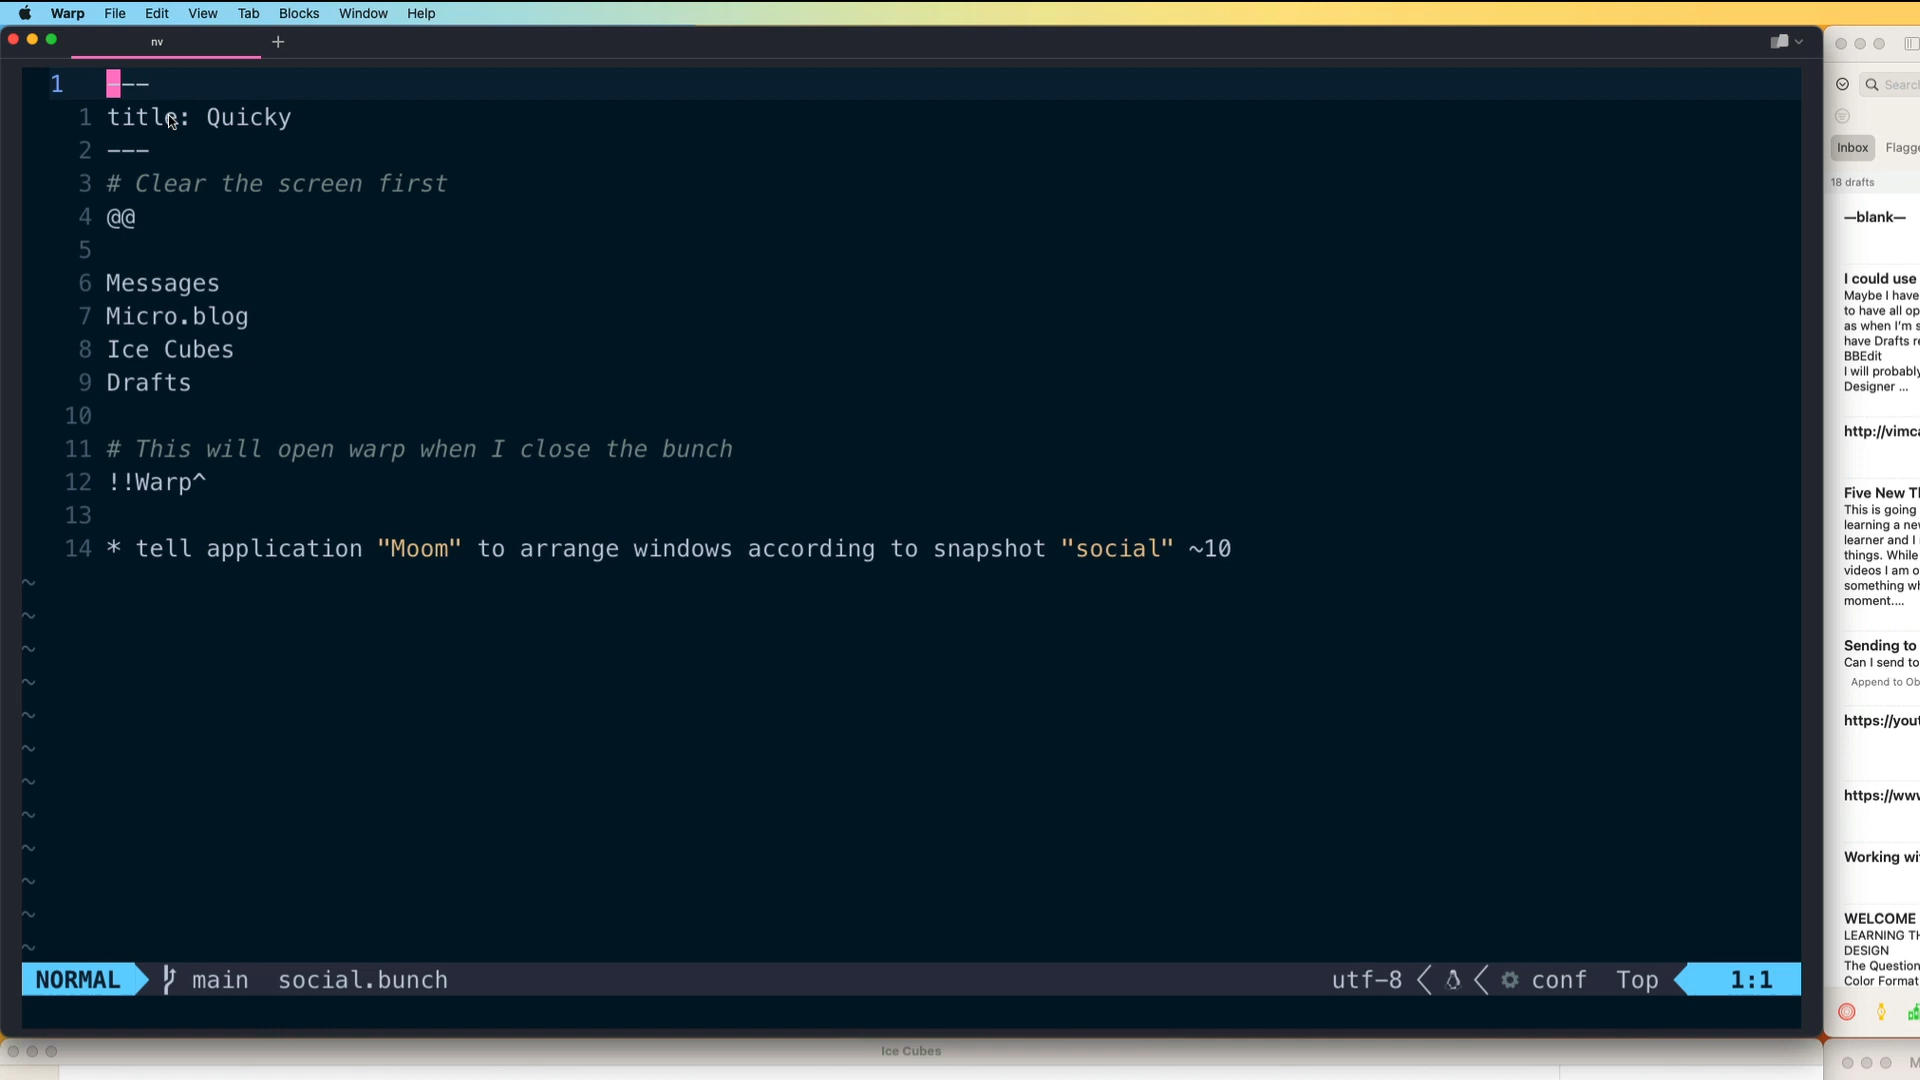 Warp File Edit View Tab Blocks Window Help
nv
1 ---
1 title: Quicky
2 ---
3 # Clear the screen first
4 @@
5
6 Messages
7 Micro.blog
8 Ice Cubes
9 Drafts
10
11 # This will open warp when I close the bunch
12 !!Warp^
13
14 * tell application "Moom" to arrange windows according to snapshot "social" ~10
~
~
~
~
~
~
~
~
~
~
~
~
NORMAL main social.bunch utf-8 conf Top 1:1
Ice Cubes
Search
Inbox Flagge
18 drafts
—blank—
I could use
Maybe I have
to have all op
as when I'm s
have Drafts re
BBEdit
I will probably
Designer ...
http://vimca
Five New Th
This is going
learning a new
learner and I
things. While
videos I am o
something wh
moment....
Sending to
Can I send to
Append to Ob
https://yout
https://www
Working wi
WELCOME
LEARNING TH
DESIGN
The Question
Color Format